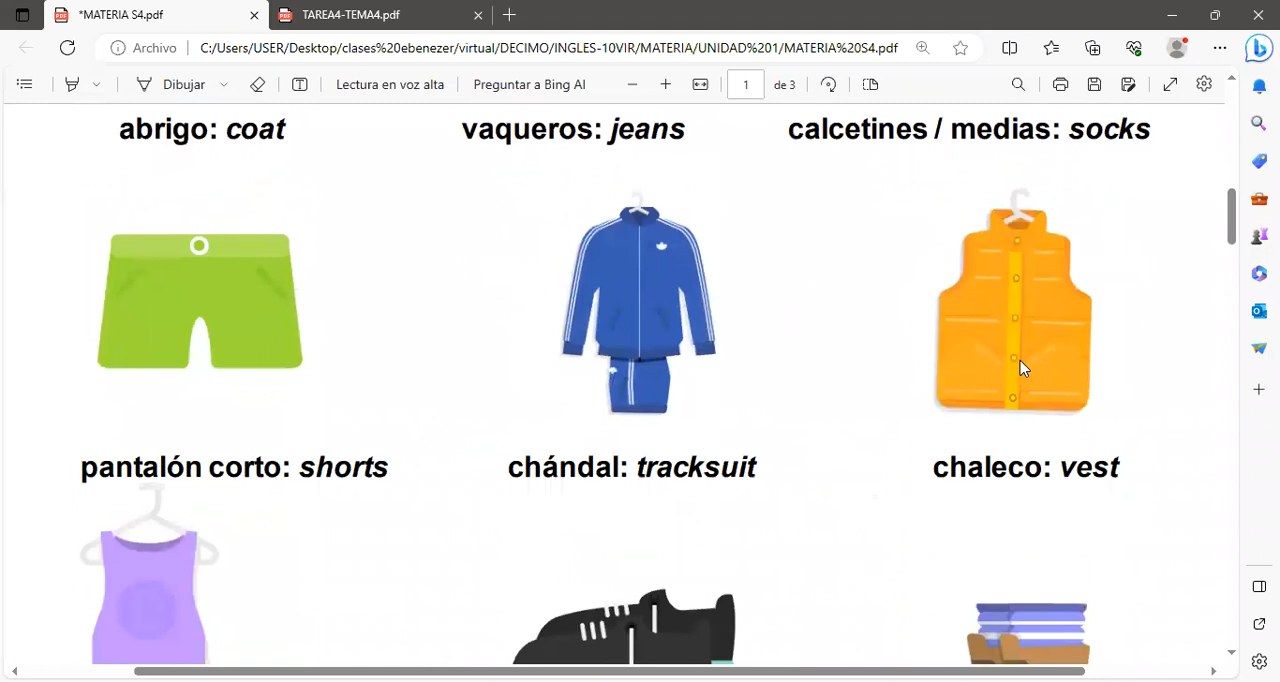 *MATERIA S4.pdf
TAREA4-TEMA4.pdf
Archivo
C:/Users/USER/Desktop/clases%20ebenezer/virtual/DECIMO/INGLES-10VIR/MATERIA/UNIDAD%201/MATERIA%20S4.pdf
Dibujar
Lectura en voz alta
Preguntar a Bing AI
1
de 3
abrigo: coat
vaqueros: jeans
calcetines / medias: socks
pantalón corto: shorts
chándal: tracksuit
chaleco: vest